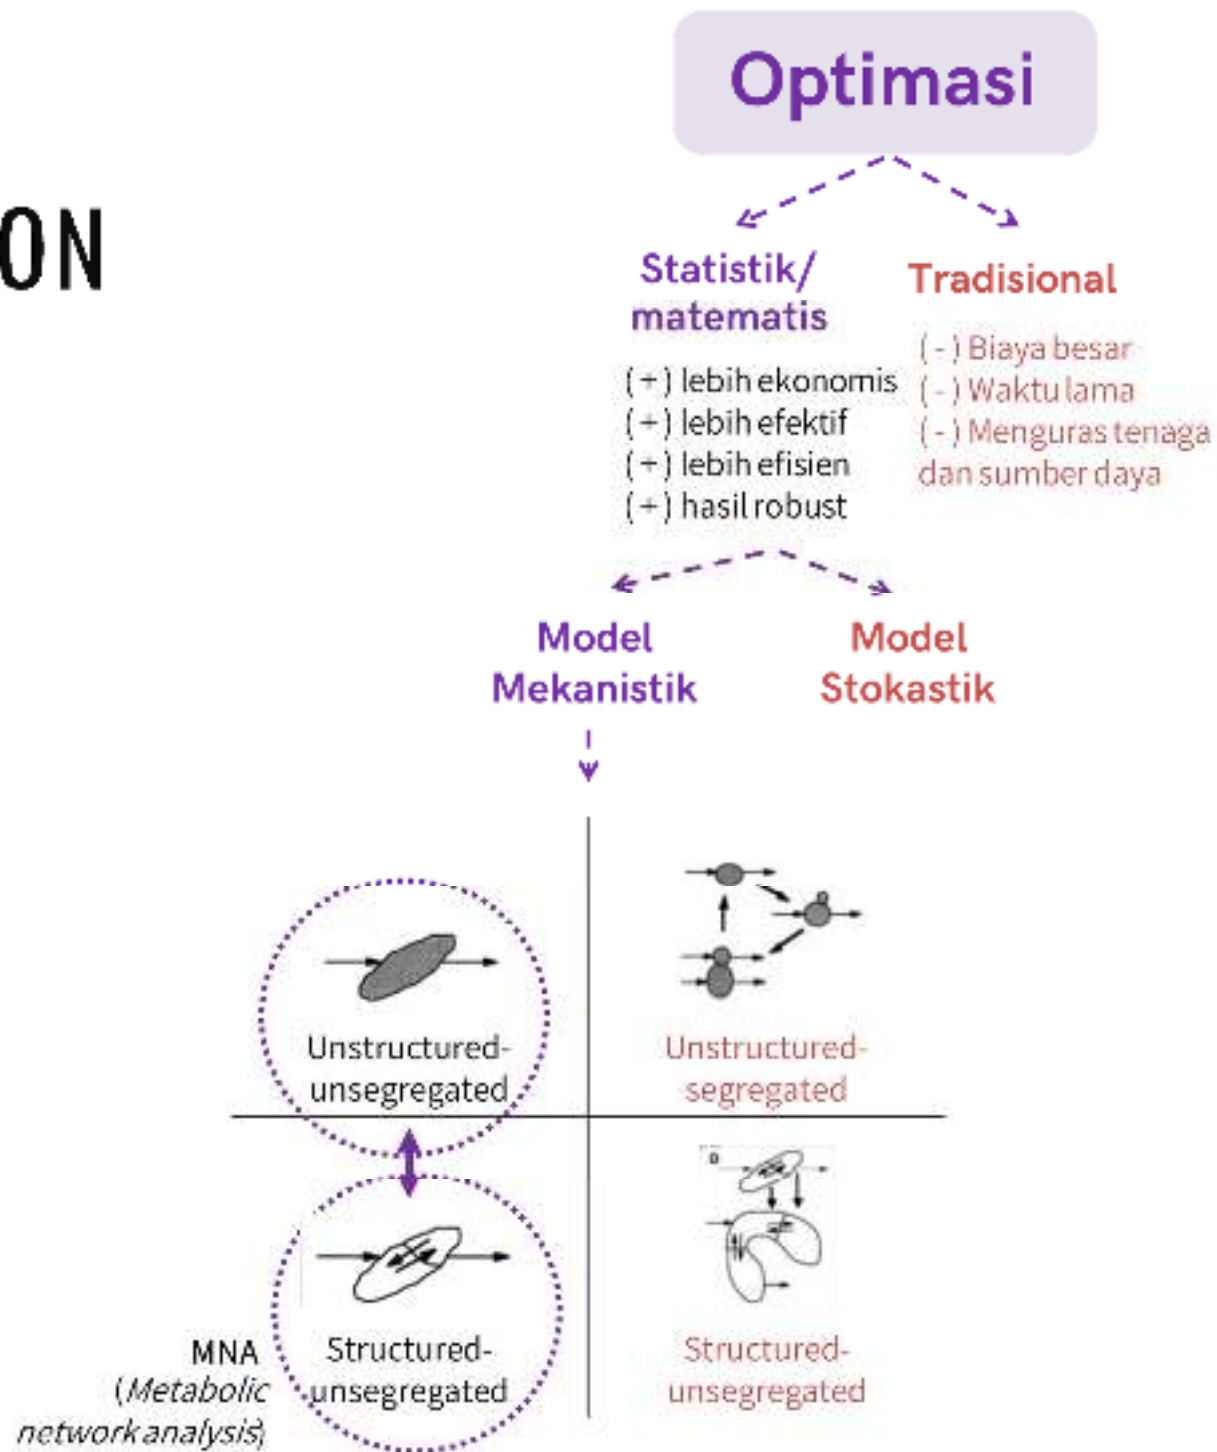 Optimasi
ON
Statistik/
matematis
(+) lebih ekonomis
(+) lebih efektif
(+) lebih efisien
(+) hasil robust
Tradisional
(-) Biaya besar
(-) Waktu lama
(-) Menguras tenaga
dan sumber daya
Model
Mekanistik
Model
Stokastik
Unstructured-
unsegregated
Unstructured-
segregated
MNA
(Metabolic
network analysis)
Structured-
unsegregated
Structured-
unsegregated